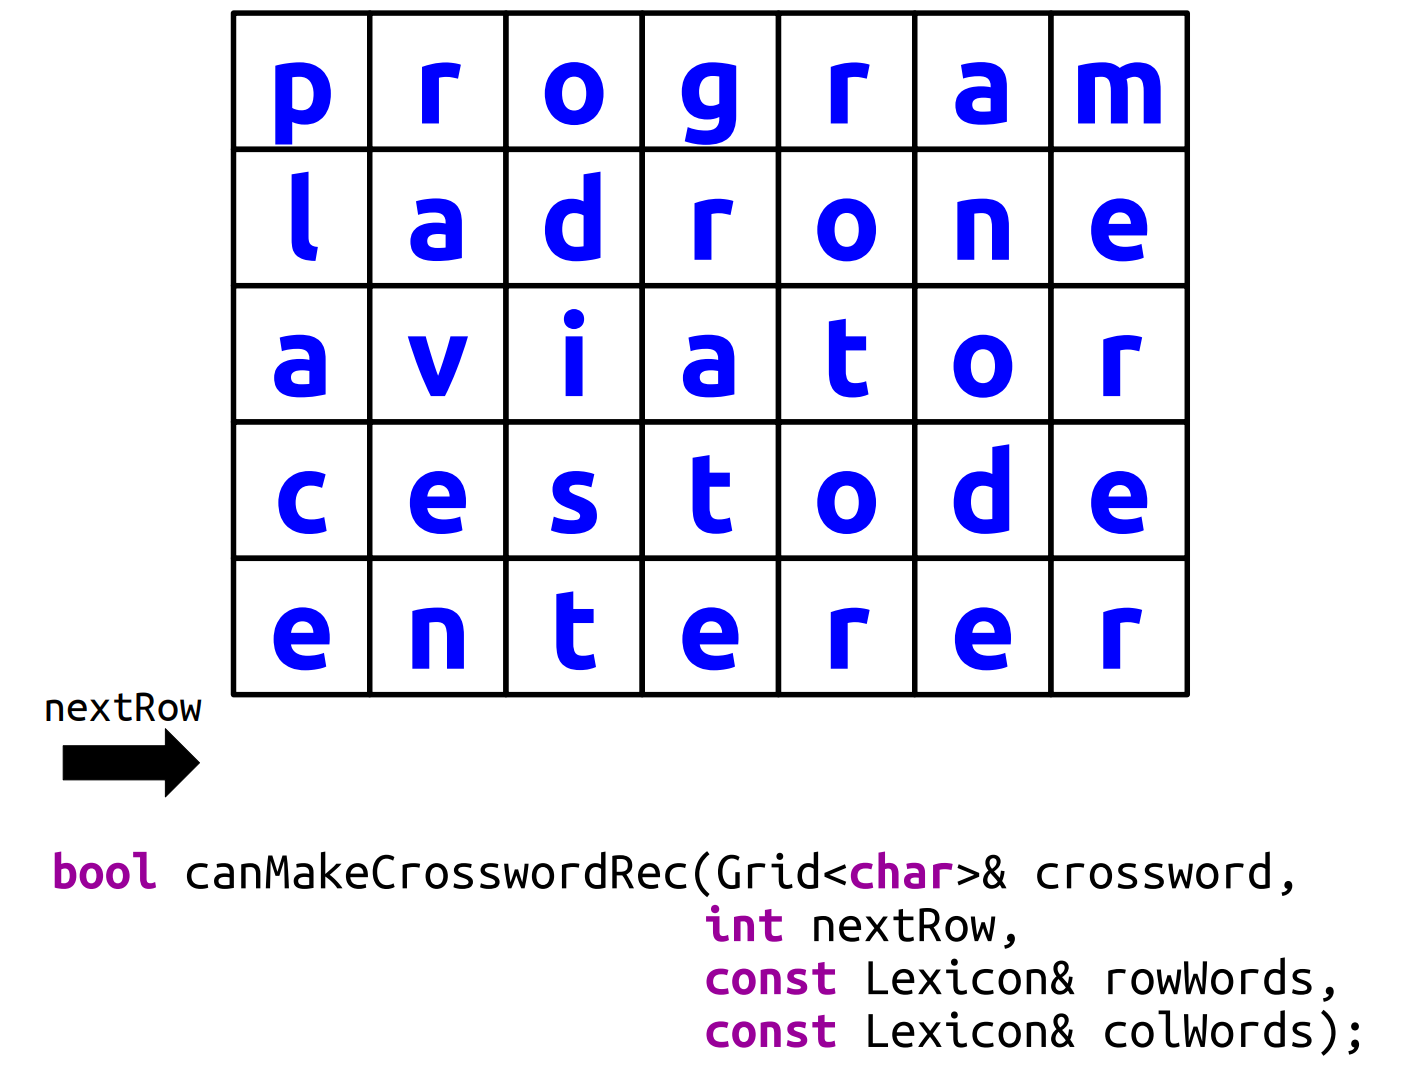 p r o g r a m
l a d r o n e
a v i a t o r
c e s t o d e
e n t e r e r
nextRow
bool canMakeCrosswordRec(Grid<char>& crossword,
int nextRow,
const Lexicon& rowWords,
const Lexicon& colWords);